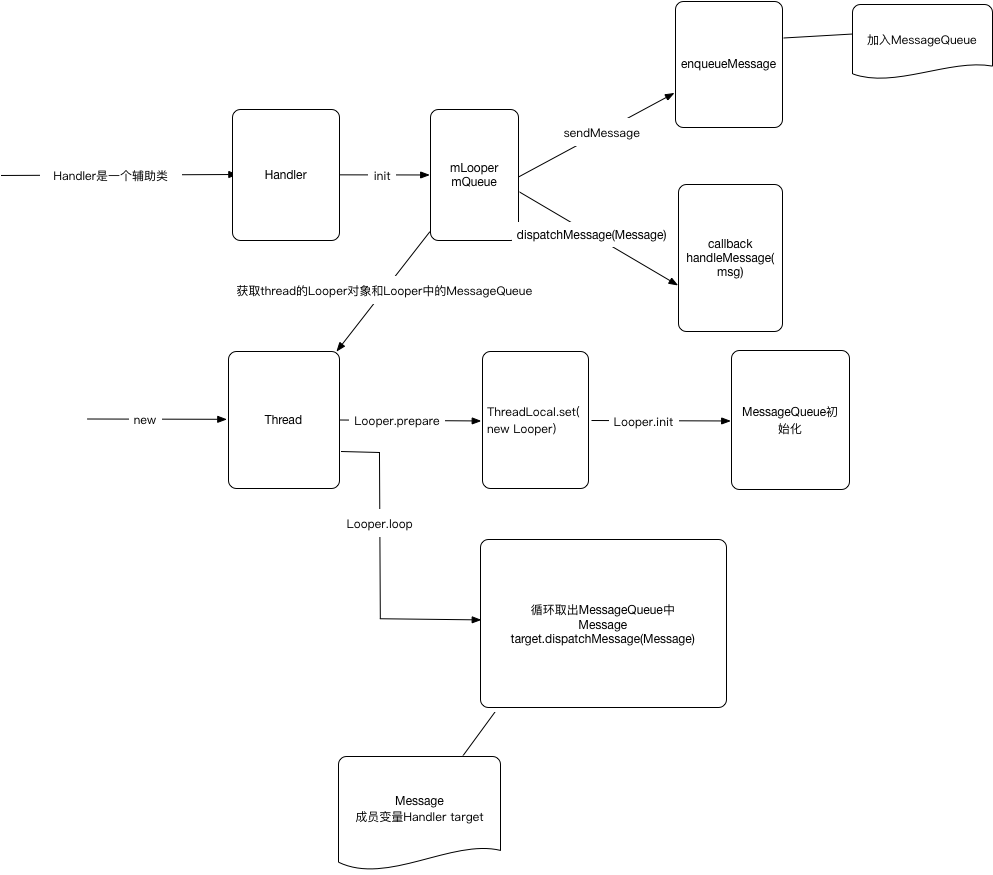 enqueueMessage
加入MessageQueue
sendMessage
Handler是一个辅助类
Handler
init
mLooper
mQueue
dispatchMessage(Message)
callback
handleMessage(
msg)
获取thread的Looper对象和Looper中的MessageQueue
new
Thread
Looper.prepare
ThreadLocal.set(
new Looper)
Looper.init
MessageQueue初
始化
Looper.loop
循环取出MessageQueue中
Message
target.dispatchMessage(Message)
Message
成员变量Handler target